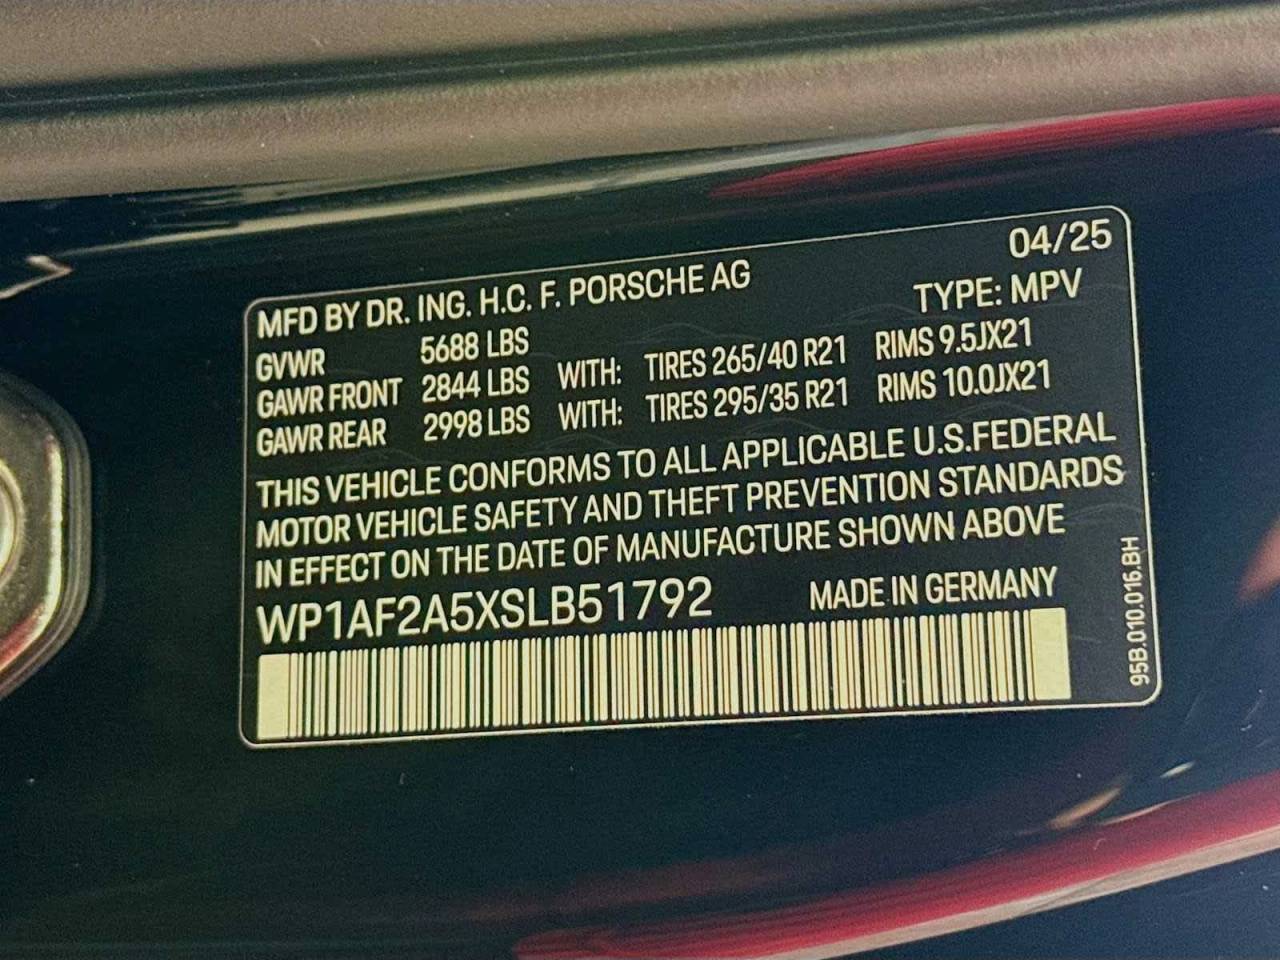 04/25
MFD BY DR. ING. H.C. F. PORSCHE AG
TYPE: MPV
GVWR 5688 LBS
GAWR FRONT 2844 LBS WITH: TIRES 265/40 R21 RIMS 9.5JX21
GAWR REAR 2998 LBS WITH: TIRES 295/35 R21 RIMS 10.0JX21
THIS VEHICLE CONFORMS TO ALL APPLICABLE U.S.FEDERAL
MOTOR VEHICLE SAFETY AND THEFT PREVENTION STANDARDS
IN EFFECT ON THE DATE OF MANUFACTURE SHOWN ABOVE
WP1AF2A5XSLB51792 MADE IN GERMANY
95B.010.016.BH